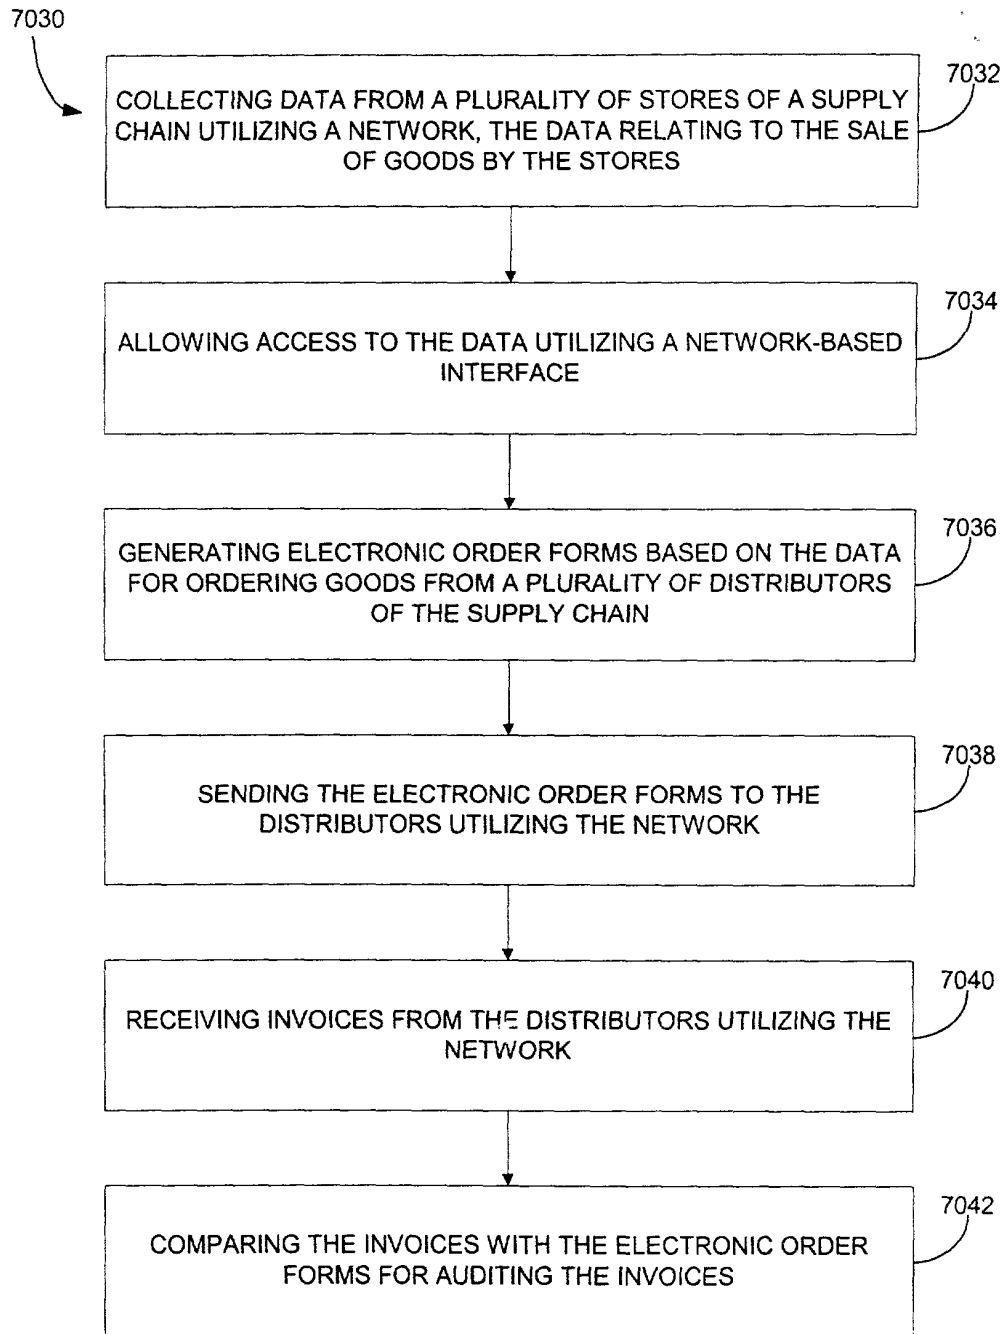 7030
7032
COLLECTING DATA FROM A PLURALITY OF STORES OF A SUPPLY
CHAIN UTILIZING A NETWORK, THE DATA RELATING TO THE SALE
OF GOODS BY THE STORES
7034
ALLOWING ACCESS TO THE DATA UTILIZING A NETWORK-BASED
INTERFACE
7036
GENERATING ELECTRONIC ORDER FORMS BASED ON THE DATA
FOR ORDERING GOODS FROM A PLURALITY OF DISTRIBUTORS
OF THE SUPPLY CHAIN
7038
SENDING THE ELECTRONIC ORDER FORMS TO THE
DISTRIBUTORS UTILIZING THE NETWORK
7040
RECEIVING INVOICES FROM THE DISTRIBUTORS UTILIZING THE
NETWORK
7042
COMPARING THE INVOICES WITH THE ELECTRONIC ORDER
FORMS FOR AUDITING THE INVOICES